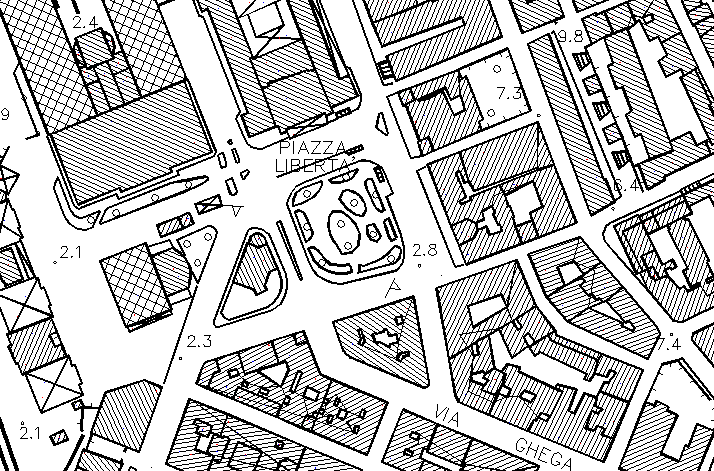 2.4
9.8
7.3
9
PIAZZA
LIBERTA'
6.4
2.1
2.8
2.3
7.4
VIA
GHEGA
2.1